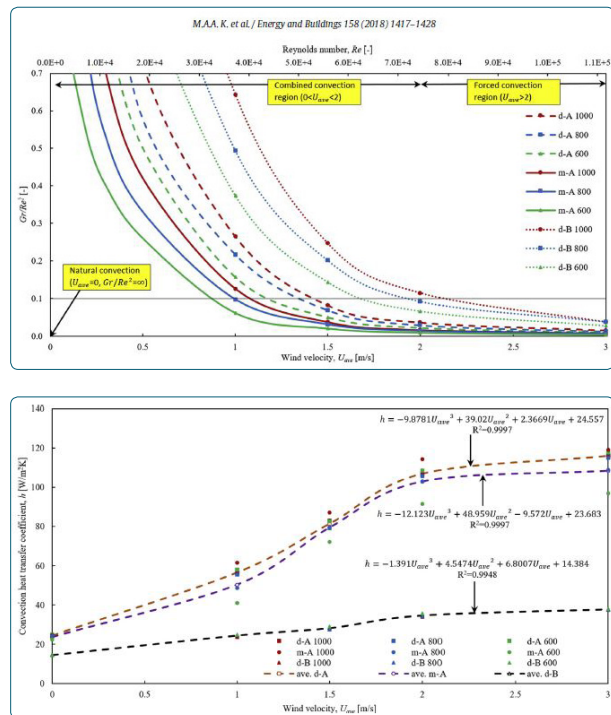 M.A.A. K. et al. / Energy and Buildings 158 (2018) 1417–1428
Reynolds number, Re [-]
0.0E+0 1.0E+4 2.0E+4 3.0E+4 4.0E+4 5.0E+4 6.0E+4 7.0E+4 8.0E+4 9.0E+4 1.0E+5 1.1E+5
0.7
0.6
0.5
0.4
0.3
0.2
0.1
0.0
Gr/Re² [-]
Combined convection
region (0<Uave<2)
Forced convection
region (Uave>2)
d-A 1000
d-A 800
d-A 600
m-A 1000
m-A 800
m-A 600
d-B 1000
d-B 800
d-B 600
Natural convection
(Uave=0, Gr/Re²=∞)
0 0.5 1 1.5 2 2.5 3
Wind velocity, Uave [m/s]
140
120
100
80
60
40
20
0
Convection heat transfer coefficient, h [W/m²K]
h = −9.8781Uave³ + 39.02Uave² + 2.3669Uave + 24.557
R²=0.9997
h = −12.123Uave³ + 48.959Uave² − 9.572Uave + 23.683
R²=0.9997
h = −1.391Uave³ + 4.5474Uave² + 6.8007Uave + 14.384
R²=0.9948
d-A 1000 d-A 800 d-A 600
m-A 1000 m-A 800 m-A 600
d-B 1000 d-B 800 d-B 600
ave. d-A ave. m-A ave. d-B
0 0.5 1 1.5 2 2.5 3
Wind velocity, Uave [m/s]